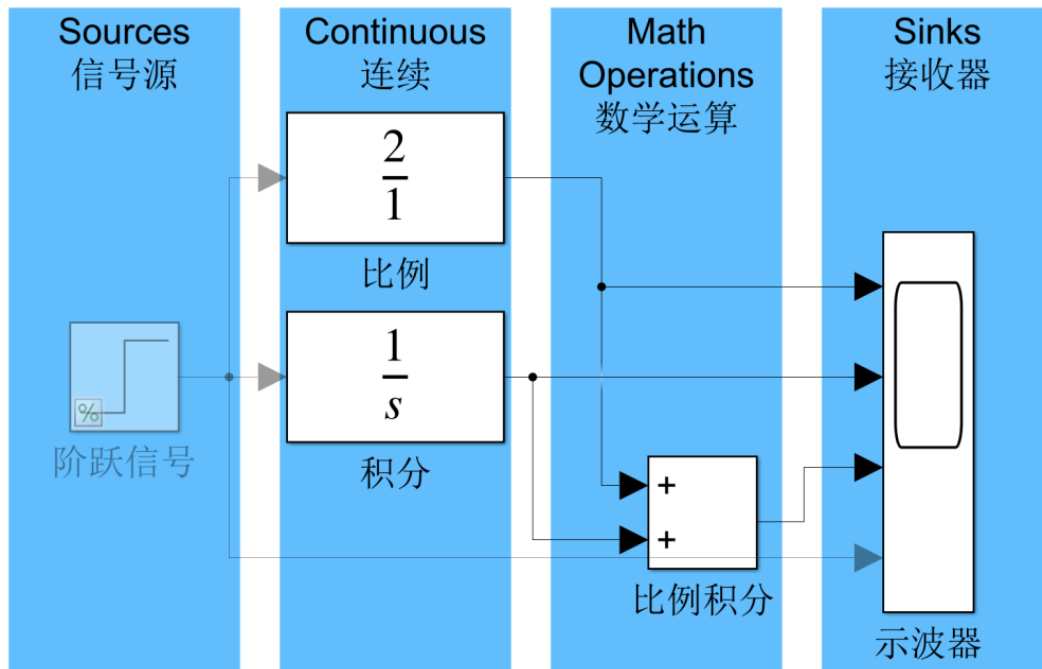 Sources
信号源
Continuous
连续
Math
Operations
数学运算
Sinks
接收器
2
1
比例
1
s
积分
%
阶跃信号
+
+
比例积分
示波器